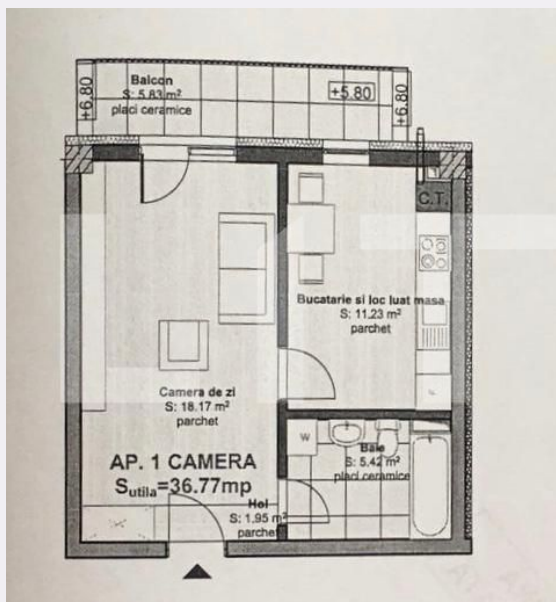 Balcon
S: 5.83 m²
placi ceramice
+6.80
+5.80
+6.80
C.T.
Bucatarie si loc luat masa
S: 11.23 m²
parchet
Camera de zi
S: 18.17 m²
parchet
W
Baie
S: 5.42 m²
placi ceramice
AP. 1 CAMERA
Sutila=36.77mp
Hol
S: 1.95 m²
parchet